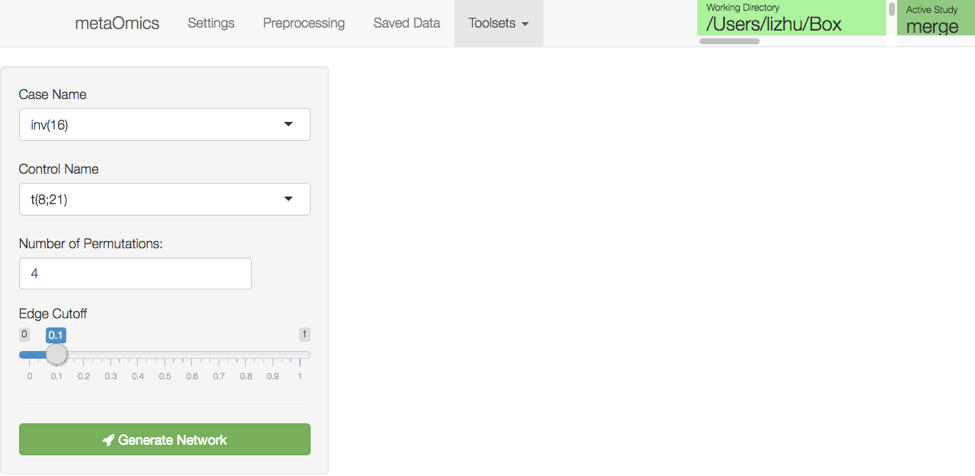 metaOmics Settings Preprocessing Saved Data Toolsets
Working Directory
/Users/lizhu/Box
Active Study
merge
Case Name
inv(16)
Control Name
t(8;21)
Number of Permutations:
4
Edge Cutoff
0 0.1 1
0 0.1 0.2 0.3 0.4 0.5 0.6 0.7 0.8 0.9 1
Generate Network